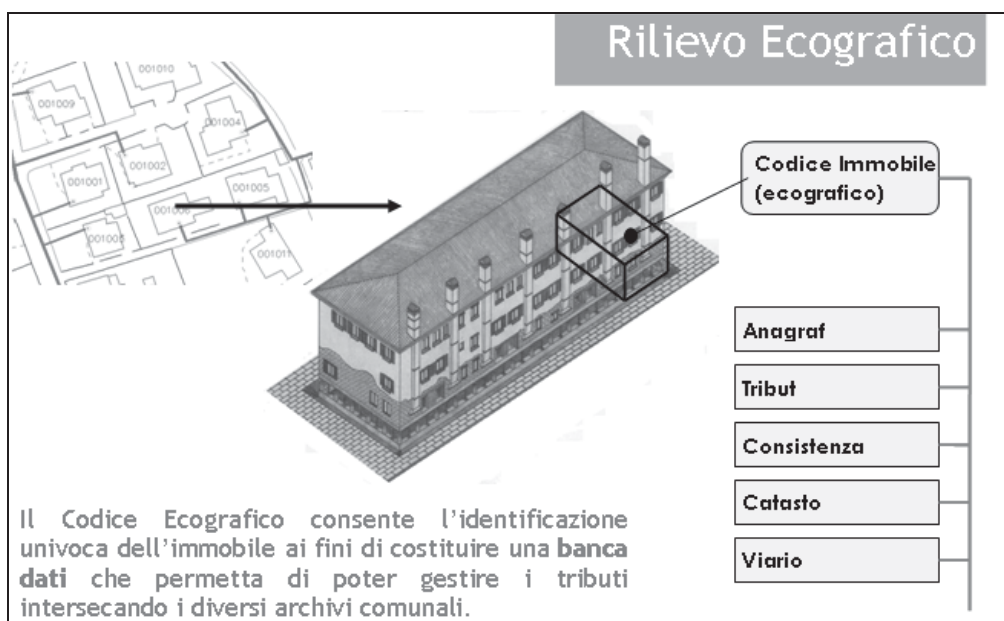 Rilievo Ecografico
001010
001009
001004
001002
001001
001005
001006
001011
Codice Immobile
(ecografico)
Anagraf
Tribut
Consistenza
Catasto
Viario
Il Codice Ecografico consente l'identificazione
univoca dell'immobile ai fini di costituire una banca
dati che permetta di poter gestire i tributi
intersecando i diversi archivi comunali.